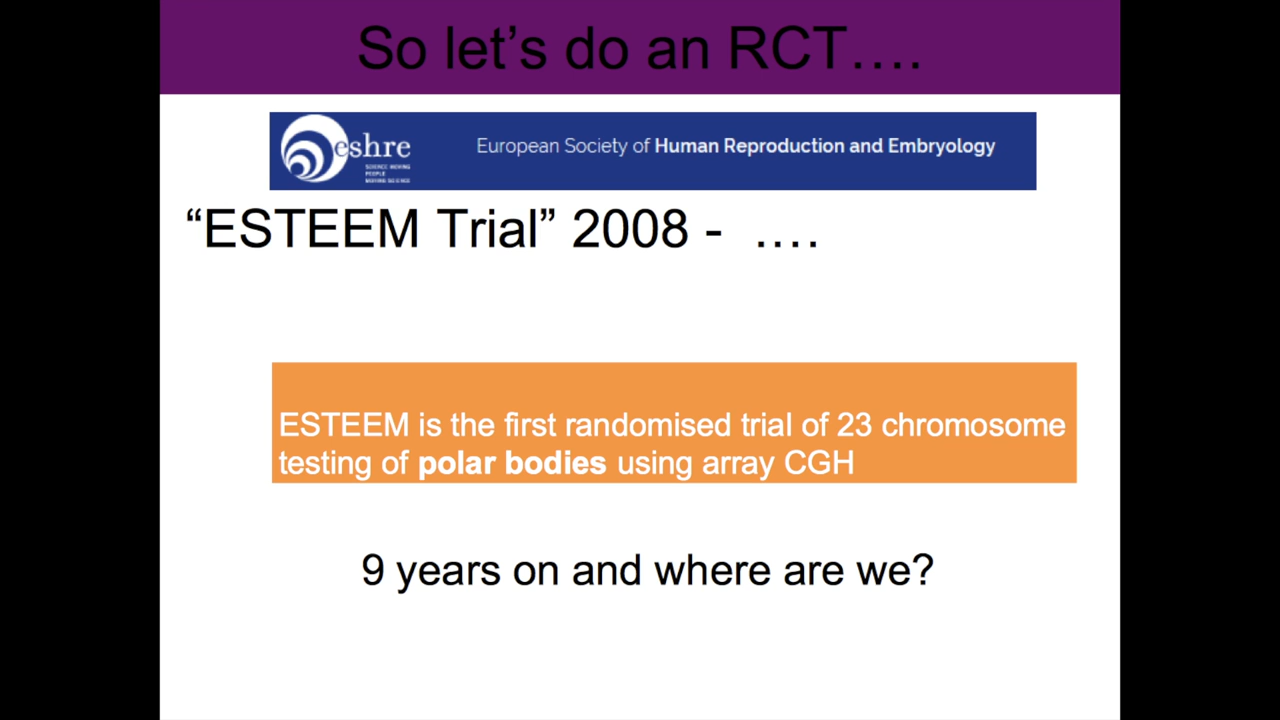 So let’s do an RCT….
eshre
SCIENCE MOVING
PEOPLE
MOVING SCIENCE
European Society of Human Reproduction and Embryology
“ESTEEM Trial” 2008 -  ….
ESTEEM is the first randomised trial of 23 chromosome
testing of polar bodies using array CGH
9 years on and where are we?